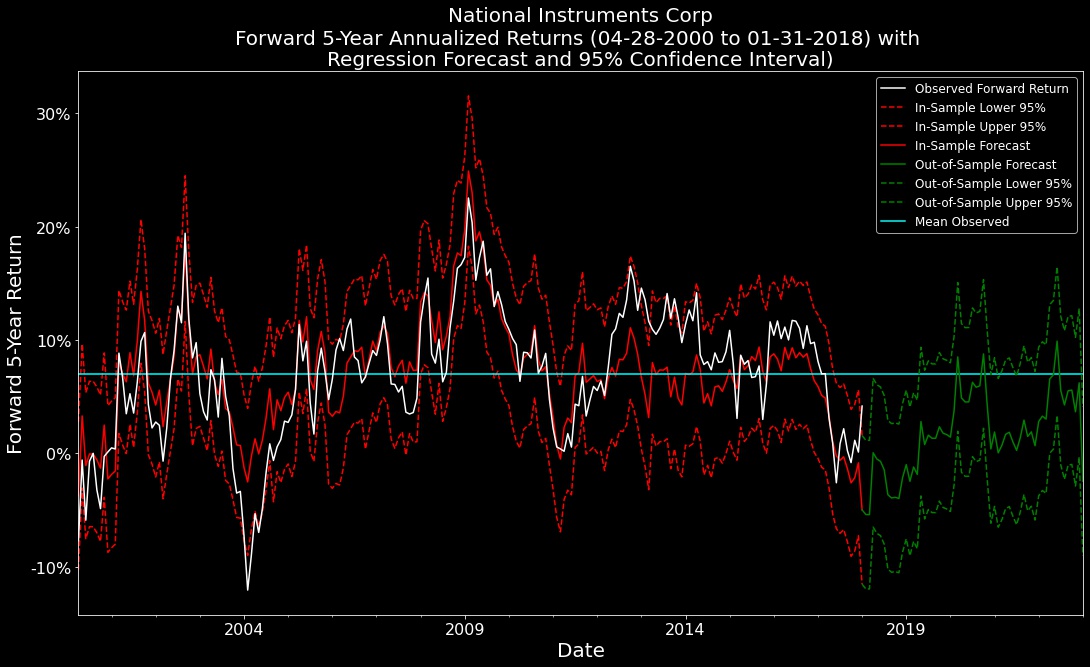 National Instruments Corp
Forward 5-Year Annualized Returns (04-28-2000 to 01-31-2018) with
Regression Forecast and 95% Confidence Interval)
Observed Forward Return
In-Sample Lower 95%
In-Sample Upper 95%
In-Sample Forecast
Out-of-Sample Forecast
Out-of-Sample Lower 95%
Out-of-Sample Upper 95%
Mean Observed
Forward 5-Year Return
30%
20%
10%
0%
-10%
2004
2009
2014
2019
Date